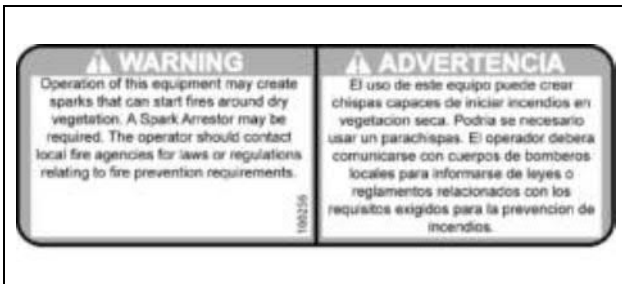 WARNING
Operation of this equipment may create
sparks that can start fires around dry
vegetation. A Spark Arrestor may be
required. The operator should contact
local fire agencies for laws or regulations
relating to fire prevention requirements.
100256
ADVERTENCIA
El uso de este equipo puede crear
chispas capaces de iniciar incendios en
vegetacion seca. Podria se necesario
usar un parachispas. El operador debera
comunicarse con cuerpos de bomberos
locales para informarse de leyes o
reglamentos relacionados con los
requisitos exigidos para la prevencion de
incendios.